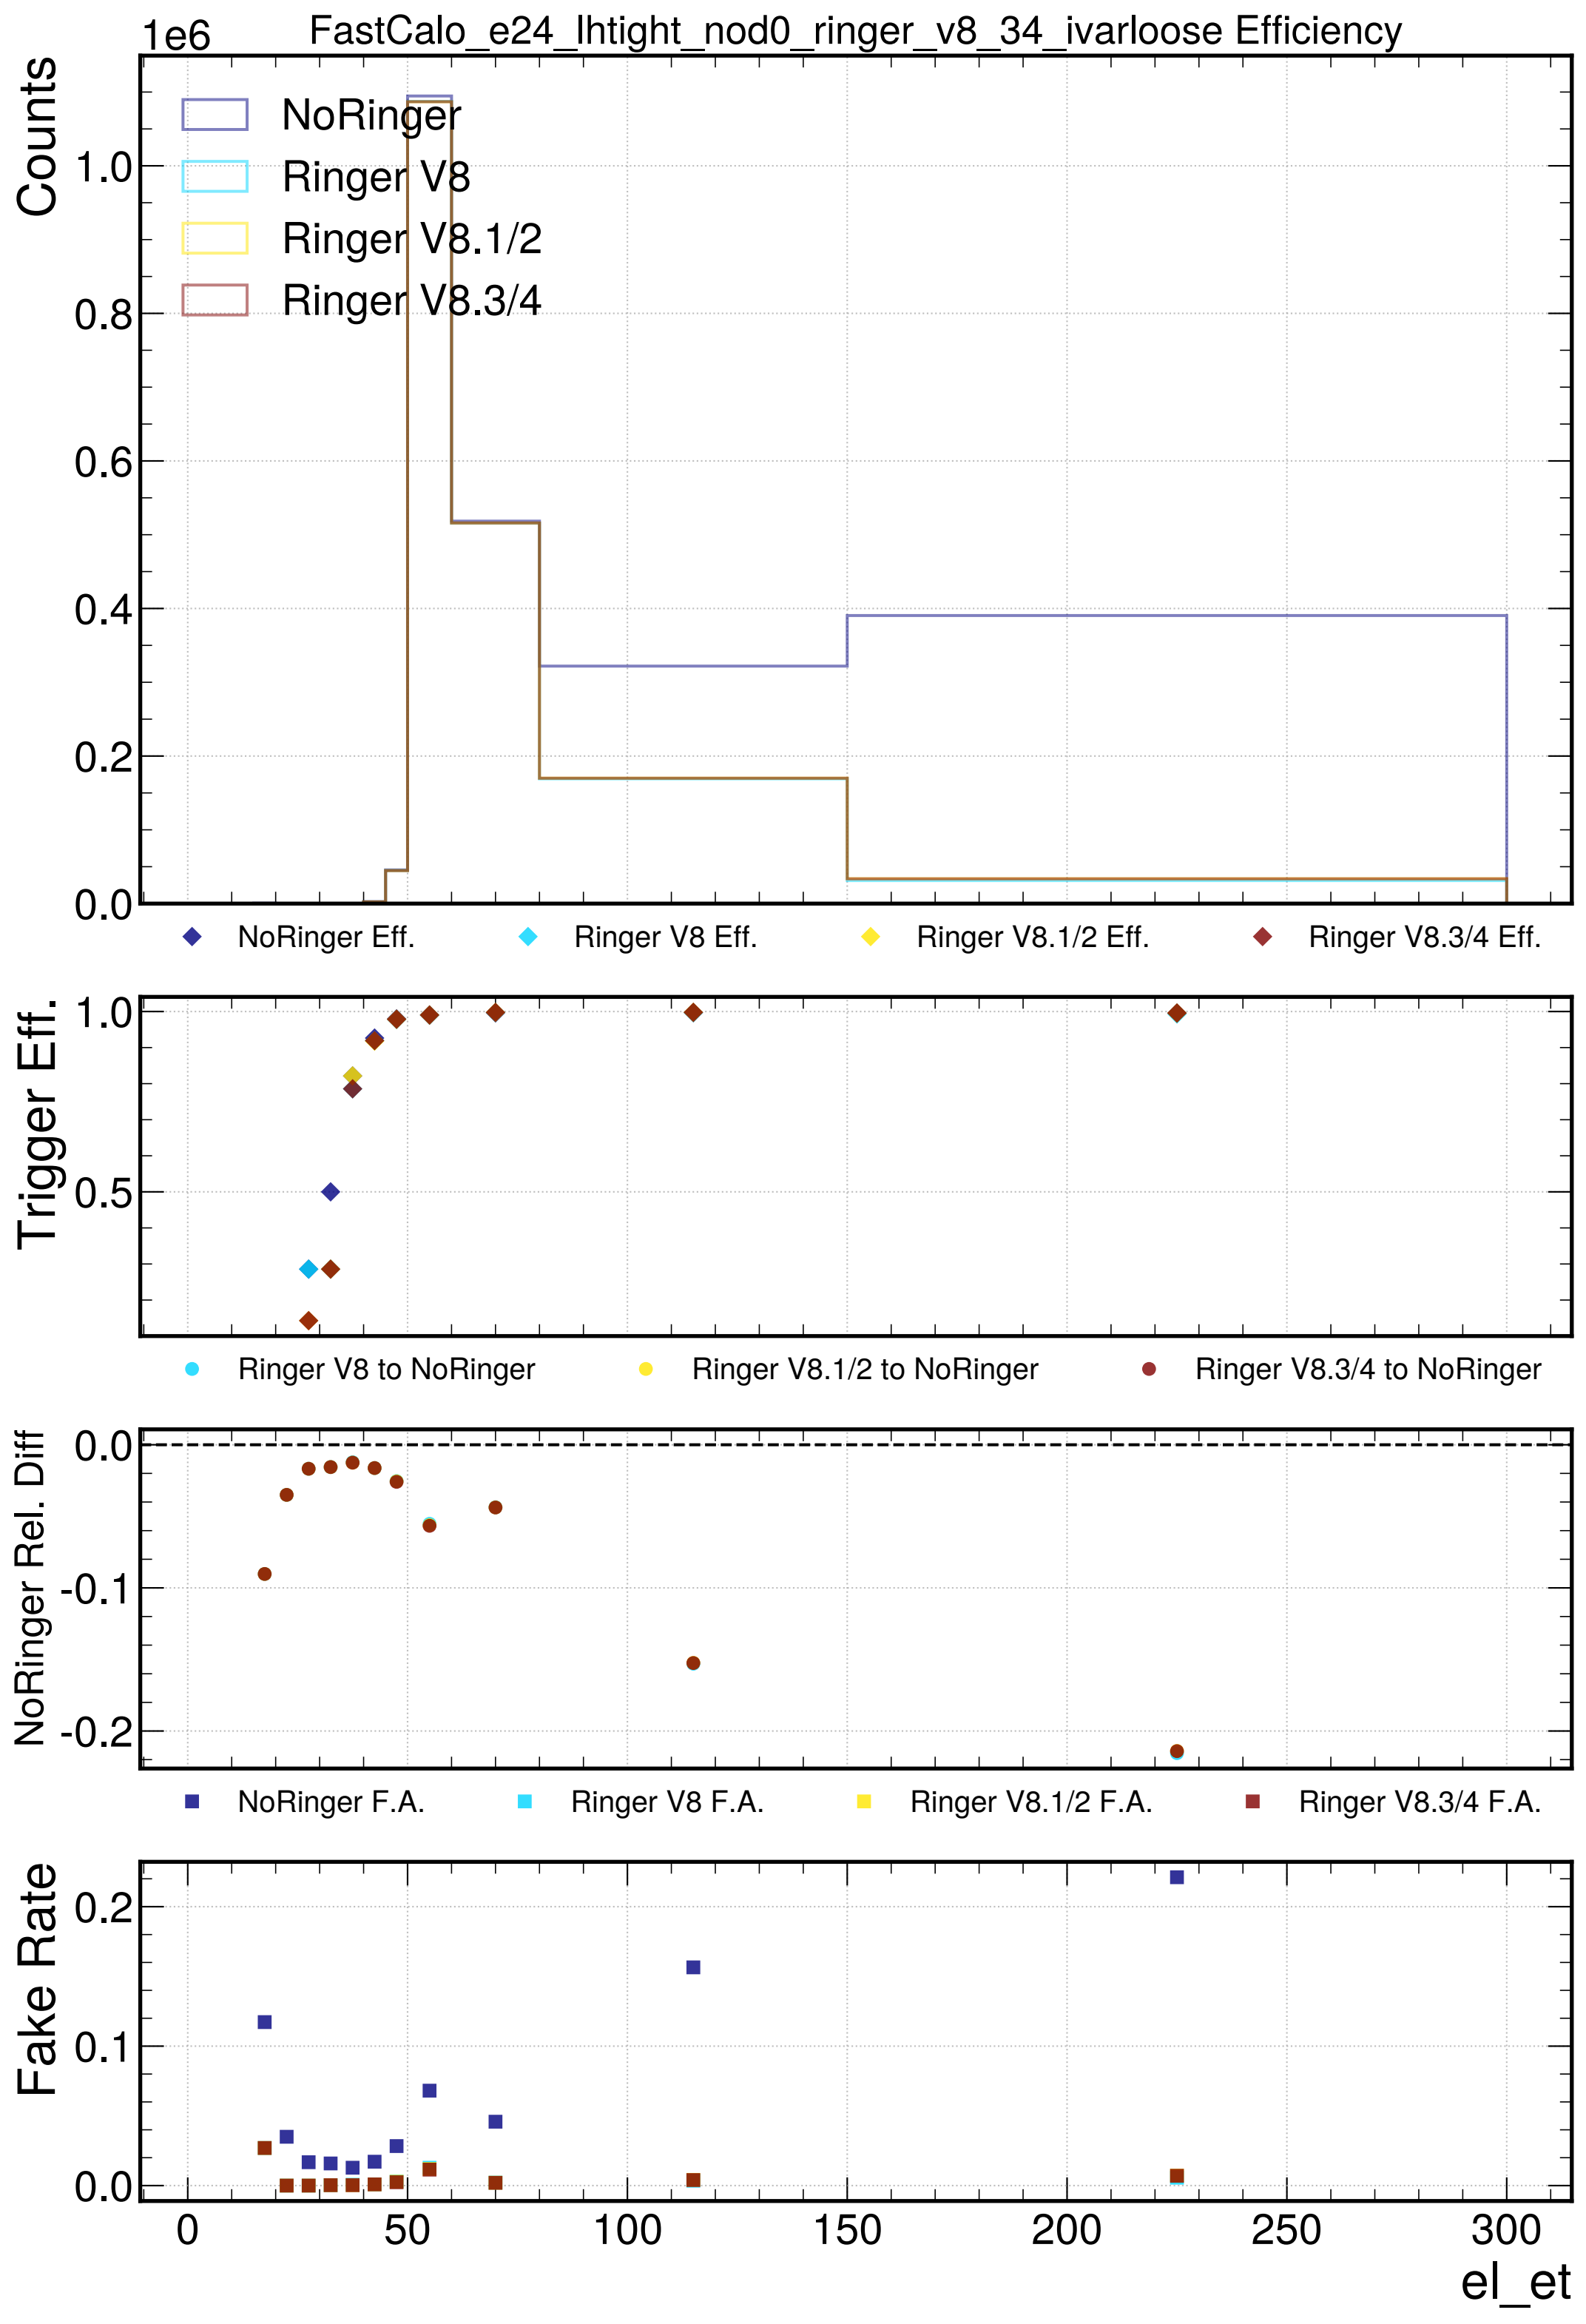 1e6
FastCalo_e24_lhtight_nod0_ringer_v8_34_ivarloose Efficiency
Counts
NoRinger
Ringer V8
Ringer V8.1/2
Ringer V8.3/4
1.0
0.8
0.6
0.4
0.2
0.0
NoRinger Eff. Ringer V8 Eff. Ringer V8.1/2 Eff. Ringer V8.3/4 Eff.
Trigger Eff.
1.0
0.5
Ringer V8 to NoRinger Ringer V8.1/2 to NoRinger Ringer V8.3/4 to NoRinger
NoRinger Rel. Diff
0.0
-0.1
-0.2
NoRinger F.A. Ringer V8 F.A. Ringer V8.1/2 F.A. Ringer V8.3/4 F.A.
Fake Rate
0.2
0.1
0.0
0 50 100 150 200 250 300
el_et